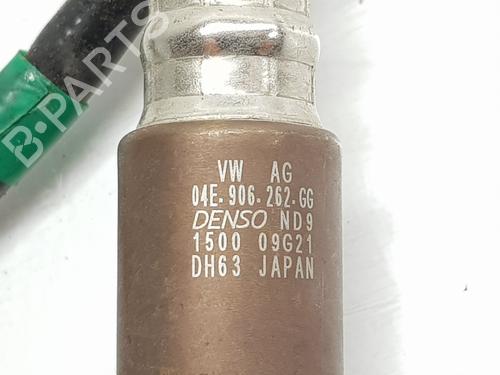 B-PARTS
VW AG
04E-906-262-GG
DENSO ND9
1500 09G21
DH63 JAPAN